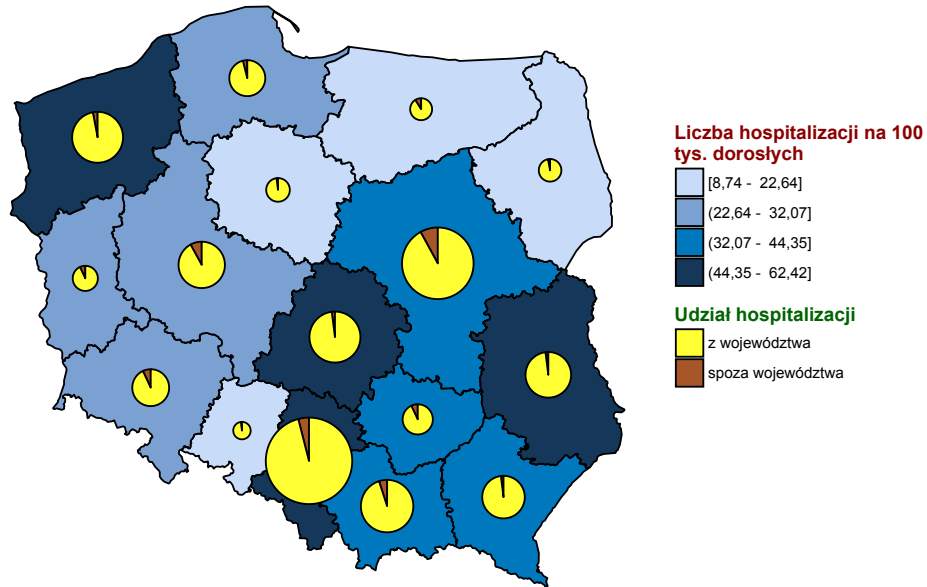 Liczba hospitalizacji na 100
tys. dorosłych
[8,74 - 22,64]
(22,64 - 32,07]
(32,07 - 44,35]
(44,35 - 62,42]
Udział hospitalizacji
z województwa
spoza województwa